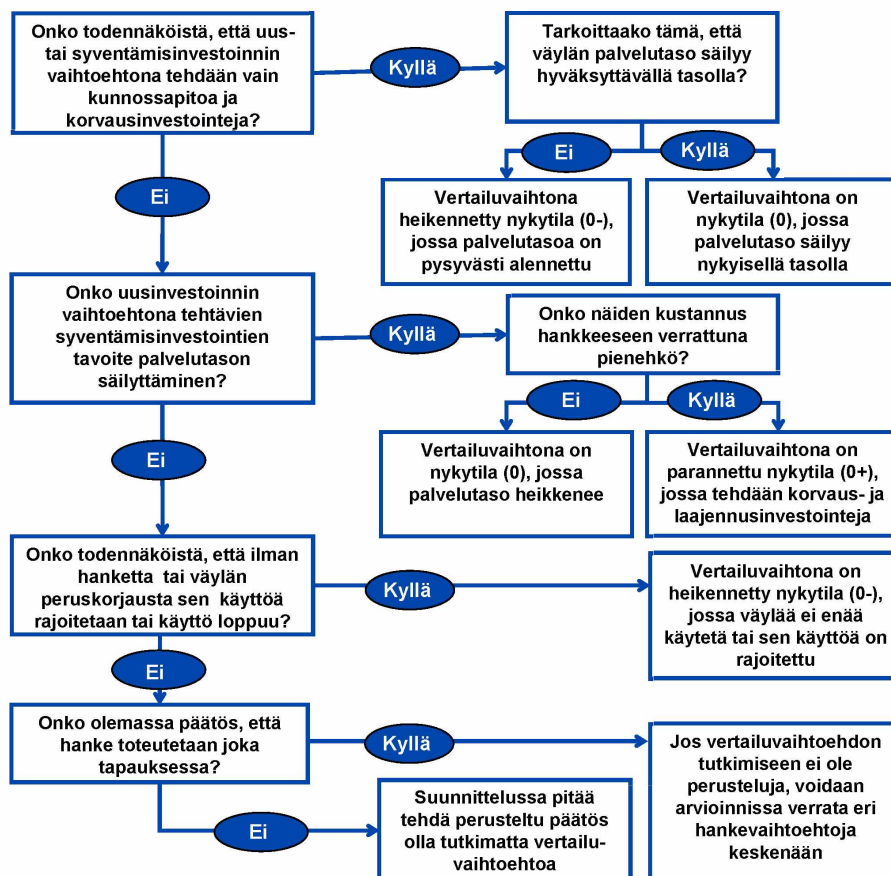 Onko todennäköistä, että uus-
tai syventämisinvestoinnin
vaihtoehtona tehdään vain
kunnossapitoa ja
korvausinvestointeja?
Kyllä
Tarkoittaako tämä, että
väylän palvelutaso säilyy
hyväksyttävällä tasolla?
Ei
Kyllä
Ei
Vertailuvaihtona
heikennetty nykytila (0-),
jossa palvelutasoa on
pysyvästi alennettu
Vertailuvaihtona on
nykytila (0), jossa
palvelutaso säilyy
nykyisellä tasolla
Onko uusinvestoinnin
vaihtoehtona tehtävien
syventämisinvestointien
tavoite palvelutason
säilyttäminen?
Kyllä
Onko näiden kustannus
hankkeeseen verrattuna
pienehkö?
Ei
Kyllä
Ei
Vertailuvaihtona on
nykytila (0), jossa
palvelutaso heikkenee
Vertailuvaihtona on
parannettu nykytila (0+),
jossa tehdään korvaus- ja
laajennusinvestointeja
Onko todennäköistä, että ilman
hanketta tai väylän
peruskorjausta sen käyttöä
rajoitetaan tai käyttö loppuu?
Kyllä
Vertailuvaihtona on
heikennetty nykytila (0-),
jossa väylää ei enää
käytetä tai sen käyttöä on
rajoitettu
Ei
Onko olemassa päätös, että
hanke toteutetaan joka
tapauksessa?
Kyllä
Jos vertailuvaihtoehdon
tutkimiseen ei ole
perusteluja, voidaan
arvioinnissa verrata eri
hankevaihtoehtoja
keskenään
Ei
Suunnittelussa pitää
tehdä perusteltu päätös
olla tutkimatta vertailu-
vaihtoehtoa